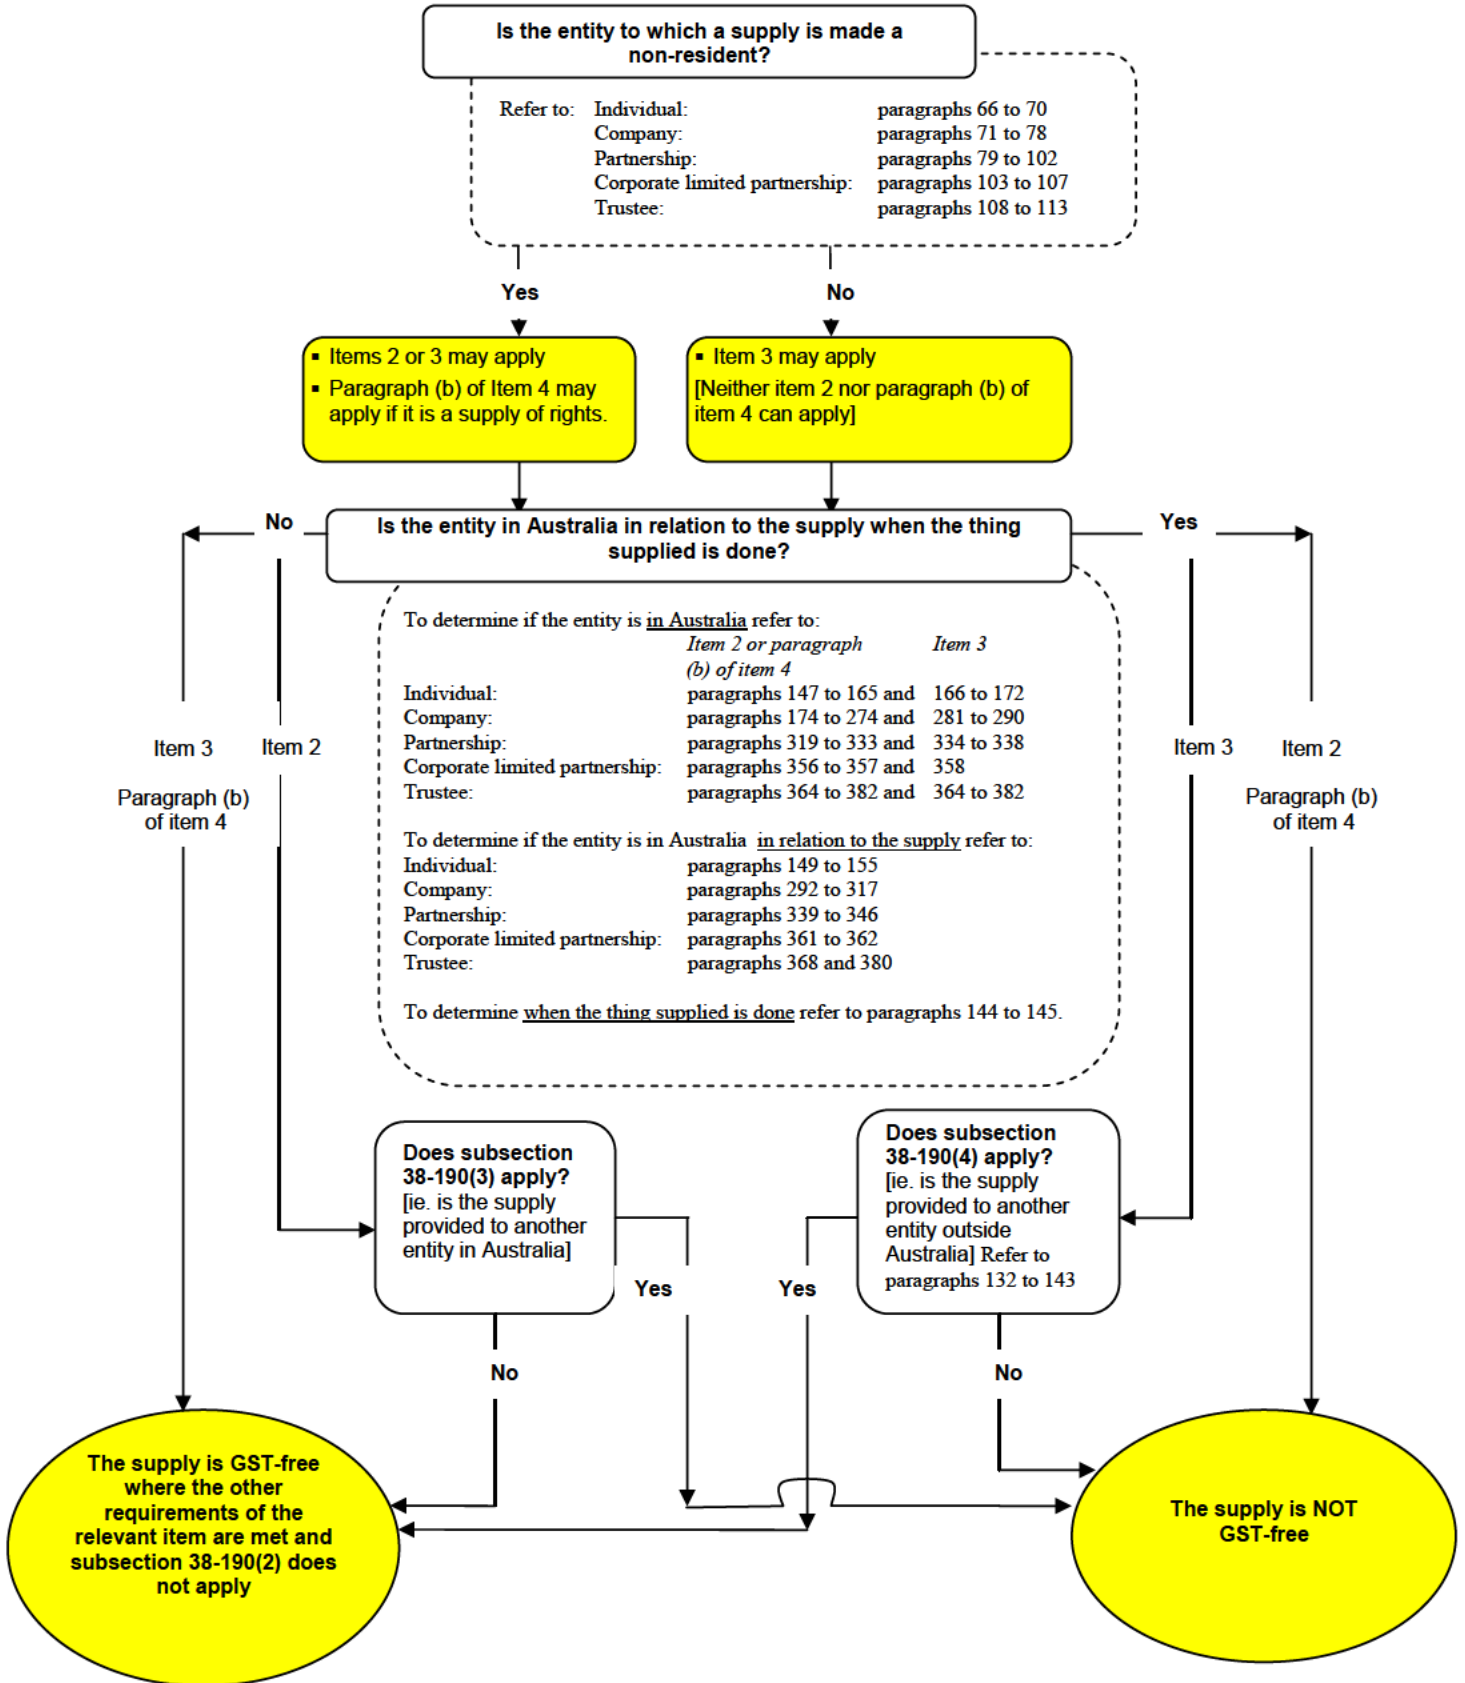 Is the entity to which a supply is made a
non-resident?
Refer to: Individual: paragraphs 66 to 70
Company: paragraphs 71 to 78
Partnership: paragraphs 79 to 102
Corporate limited partnership: paragraphs 103 to 107
Trustee: paragraphs 108 to 113
Yes
No
▪ Items 2 or 3 may apply
▪ Paragraph (b) of Item 4 may
apply if it is a supply of rights.
▪ Item 3 may apply
[Neither item 2 nor paragraph (b) of
item 4 can apply]
No
Is the entity in Australia in relation to the supply when the thing
supplied is done?
Yes
To determine if the entity is in Australia refer to:
Item 2 or paragraph Item 3
(b) of item 4
Individual: paragraphs 147 to 165 and 166 to 172
Company: paragraphs 174 to 274 and 281 to 290
Partnership: paragraphs 319 to 333 and 334 to 338
Corporate limited partnership: paragraphs 356 to 357 and 358
Trustee: paragraphs 364 to 382 and 364 to 382
To determine if the entity is in Australia in relation to the supply refer to:
Individual: paragraphs 149 to 155
Company: paragraphs 292 to 317
Partnership: paragraphs 339 to 346
Corporate limited partnership: paragraphs 361 to 362
Trustee: paragraphs 368 and 380
To determine when the thing supplied is done refer to paragraphs 144 to 145.
Item 3
Paragraph (b)
of item 4
Item 2
Item 3
Item 2
Paragraph (b)
of item 4
Does subsection
38-190(3) apply?
[ie. is the supply
provided to another
entity in Australia]
Does subsection
38-190(4) apply?
[ie. is the supply
provided to another
entity outside
Australia] Refer to
paragraphs 132 to 143
Yes
Yes
No
No
The supply is GST-free
where the other
requirements of the
relevant item are met and
subsection 38-190(2) does
not apply
The supply is NOT
GST-free